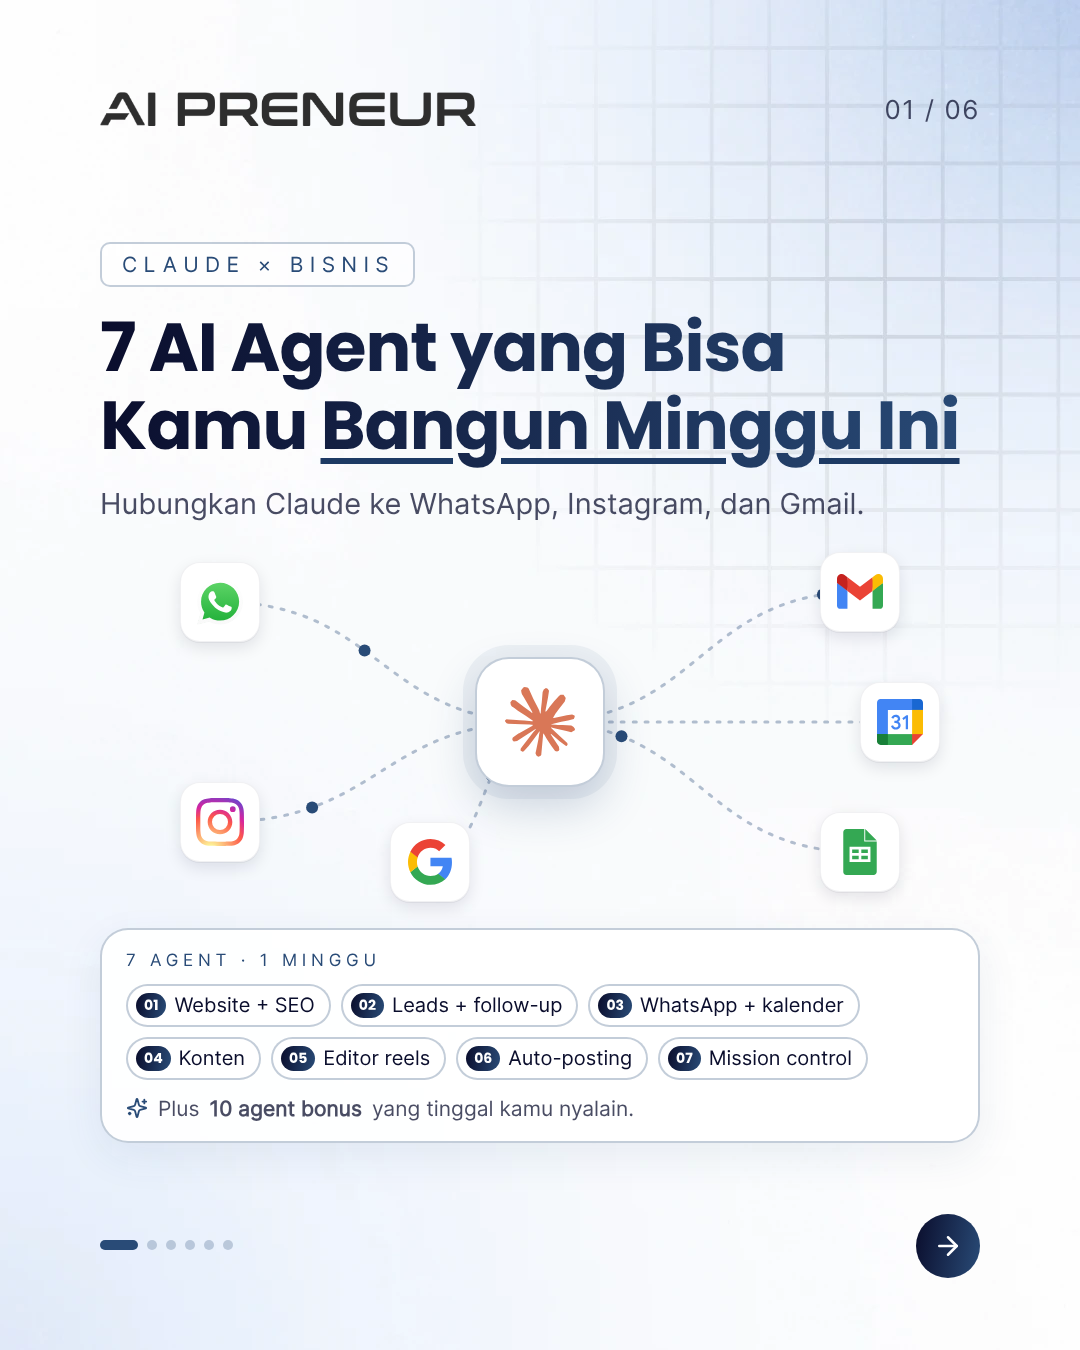 AI PRENEUR
01 / 06
CLAUDE × BISNIS
7 AI Agent yang Bisa
Kamu Bangun Minggu Ini
Hubungkan Claude ke WhatsApp, Instagram, dan Gmail.
31
7 AGENT · 1 MINGGU
01 Website + SEO
02 Leads + follow-up
03 WhatsApp + kalender
04 Konten
05 Editor reels
06 Auto-posting
07 Mission control
Plus 10 agent bonus yang tinggal kamu nyalain.